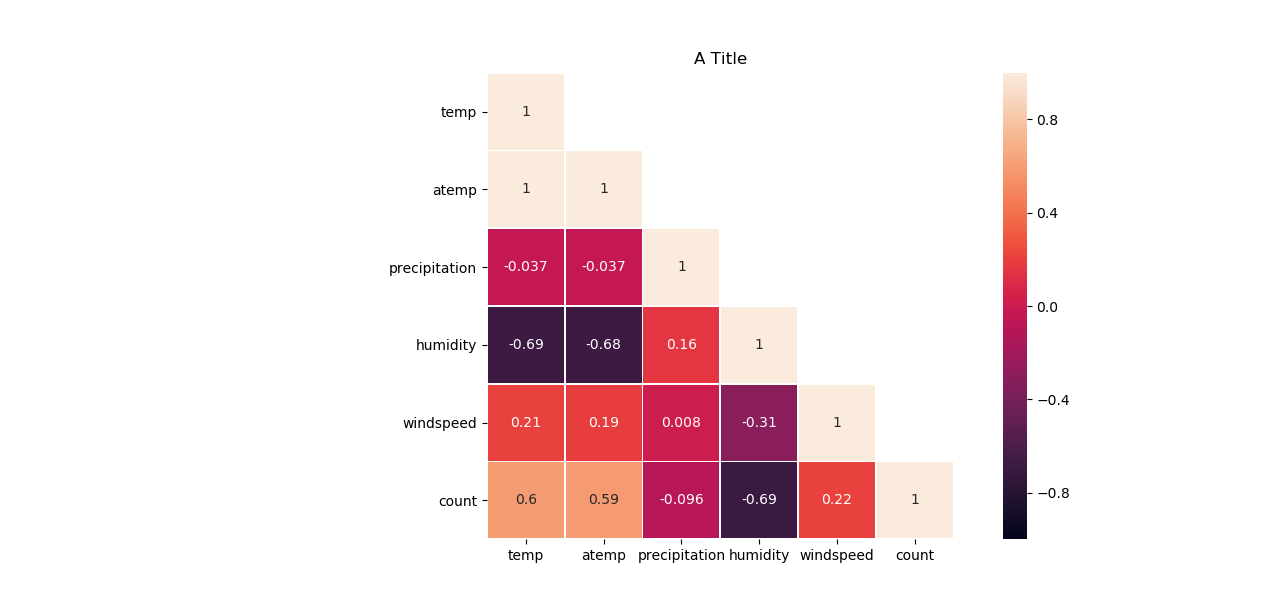 A Title
temp 1
atemp 1 1
precipitation -0.037 -0.037 1
humidity -0.69 -0.68 0.16 1
windspeed 0.21 0.19 0.008 -0.31 1
count 0.6 0.59 -0.096 -0.69 0.22 1
temp atemp precipitation humidity windspeed count
0.8
0.4
0.0
−0.4
−0.8